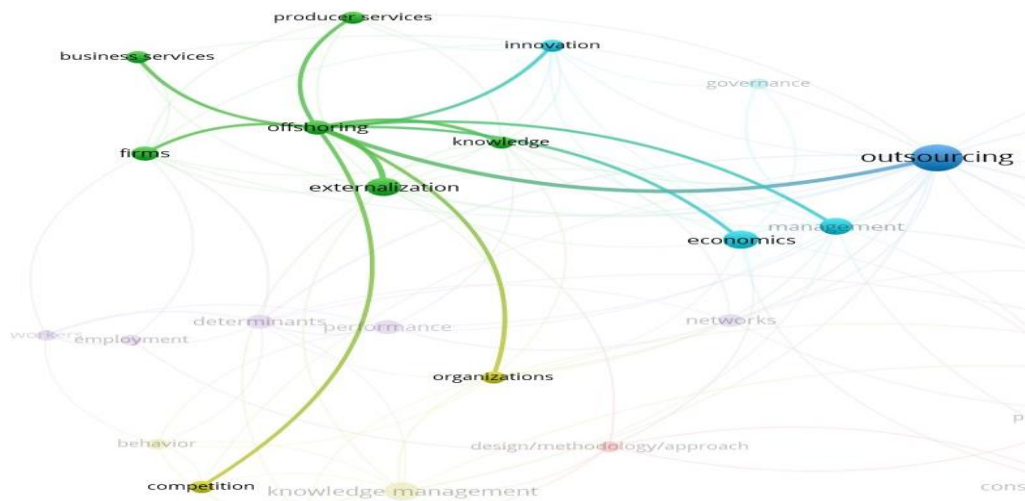 producer services
innovation
business services
governance
offshoring
knowledge
firms
outsourcing
externalization
management
economics
determinants
performance
networks
workers
employment
organizations
behavior
design/methodology/approach
p
competition
knowledge management
cons